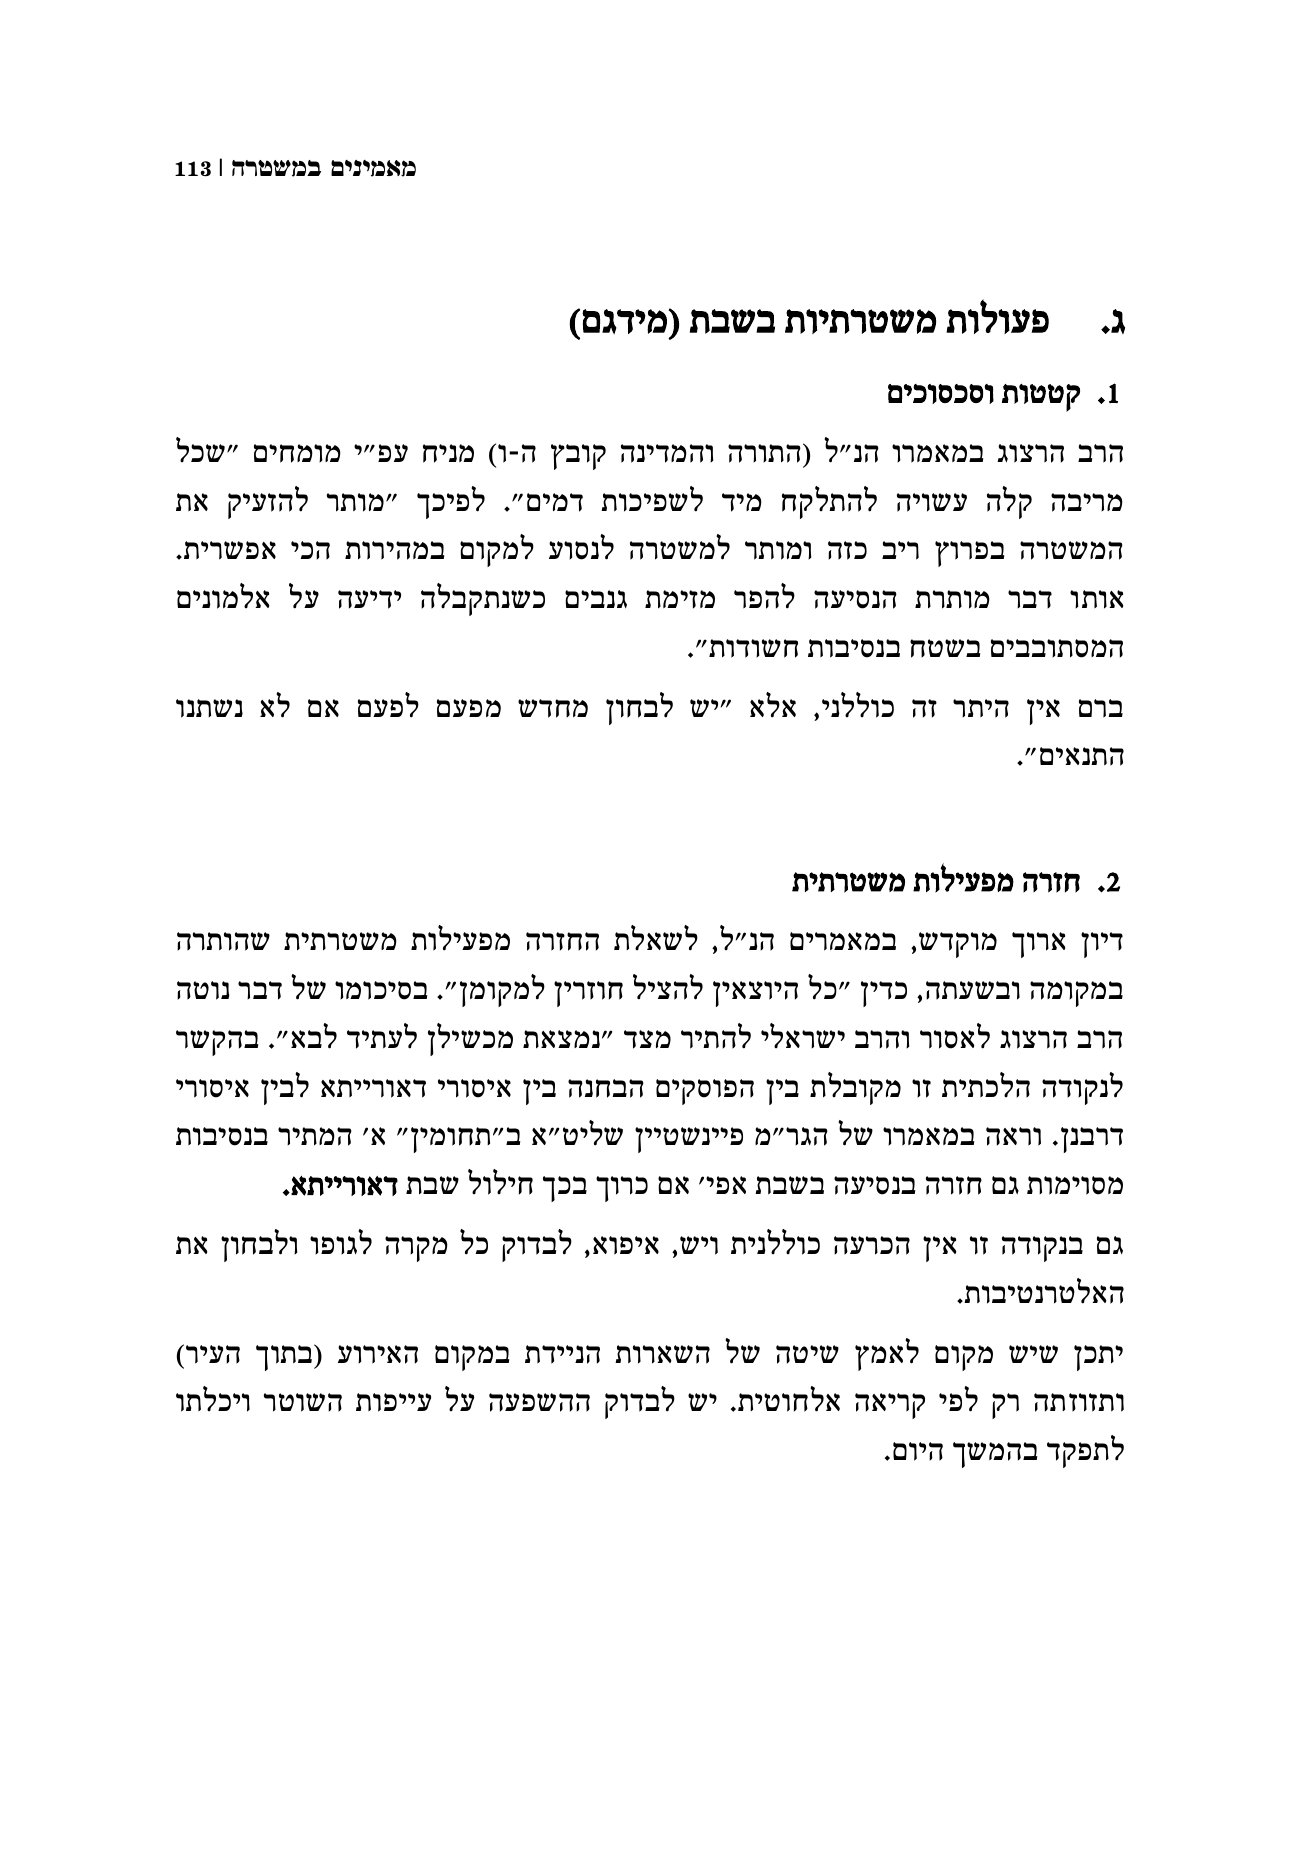 מאמינים במשטרה | 113
ג. פעולות משטרתיות בשבת (מידגם)
1. קטטות וסכסוכים
הרב הרצוג במאמרו הנ״ל (התורה והמדינה קובץ ה-ו) מניח עפ״י מומחים ״שכל
מריבה קלה עשויה להתלקח מיד לשפיכות דמים״. לפיכך ״מותר להזעיק את
המשטרה בפרוץ ריב כזה ומותר למשטרה לנסוע למקום במהירות הכי אפשרית.
אותו דבר מותרת הנסיעה להפר מזימת גנבים כשנתקבלה ידיעה על אלמונים
המסתובבים בשטח בנסיבות חשודות״.
ברם אין היתר זה כוללני, אלא ״יש לבחון מחדש מפעם לפעם אם לא נשתנו
התנאים״.
2. חזרה מפעילות משטרתית
דיון ארוך מוקדש, במאמרים הנ״ל, לשאלת החזרה מפעילות משטרתית שהותרה
במקומה ובשעתה, כדין ״כל היוצאין להציל חוזרין למקומן״. בסיכומו של דבר נוטה
הרב הרצוג לאסור והרב ישראלי להתיר מצד ״נמצאת מכשילן לעתיד לבא״. בהקשר
לנקודה הלכתית זו מקובלת בין הפוסקים הבחנה בין איסורי דאורייתא לבין איסורי
דרבנן. וראה במאמרו של הגר״מ פיינשטיין שליט״א ב״תחומין״ א׳ המתיר בנסיבות
מסוימות גם חזרה בנסיעה בשבת אפי׳ אם כרוך בכך חילול שבת דאורייתא.
גם בנקודה זו אין הכרעה כוללנית ויש, איפוא, לבדוק כל מקרה לגופו ולבחון את
האלטרנטיבות.
יתכן שיש מקום לאמץ שיטה של השארות הניידת במקום האירוע (בתוך העיר)
ותזוזתה רק לפי קריאה אלחוטית. יש לבדוק ההשפעה על עייפות השוטר ויכלתו
לתפקד בהמשך היום.